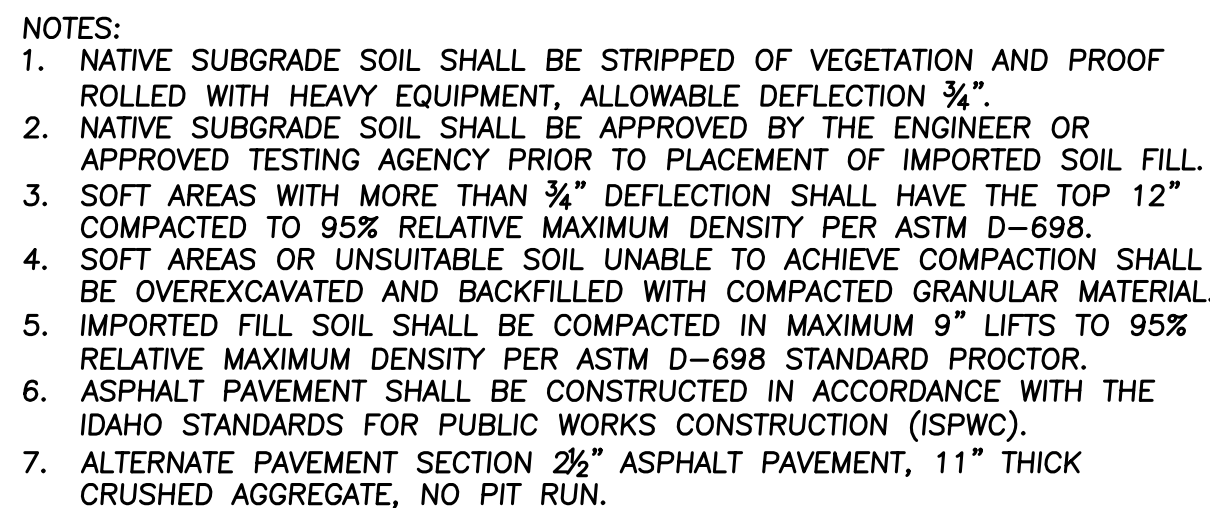 NOTES:
1. NATIVE SUBGRADE SOIL SHALL BE STRIPPED OF VEGETATION AND PROOF
ROLLED WITH HEAVY EQUIPMENT, ALLOWABLE DEFLECTION ¾".
2. NATIVE SUBGRADE SOIL SHALL BE APPROVED BY THE ENGINEER OR
APPROVED TESTING AGENCY PRIOR TO PLACEMENT OF IMPORTED SOIL FILL.
3. SOFT AREAS WITH MORE THAN ¾" DEFLECTION SHALL HAVE THE TOP 12"
COMPACTED TO 95% RELATIVE MAXIMUM DENSITY PER ASTM D-698.
4. SOFT AREAS OR UNSUITABLE SOIL UNABLE TO ACHIEVE COMPACTION SHALL
BE OVEREXCAVATED AND BACKFILLED WITH COMPACTED GRANULAR MATERIAL.
5. IMPORTED FILL SOIL SHALL BE COMPACTED IN MAXIMUM 9" LIFTS TO 95%
RELATIVE MAXIMUM DENSITY PER ASTM D-698 STANDARD PROCTOR.
6. ASPHALT PAVEMENT SHALL BE CONSTRUCTED IN ACCORDANCE WITH THE
IDAHO STANDARDS FOR PUBLIC WORKS CONSTRUCTION (ISPWC).
7. ALTERNATE PAVEMENT SECTION 2½" ASPHALT PAVEMENT, 11" THICK
CRUSHED AGGREGATE, NO PIT RUN.